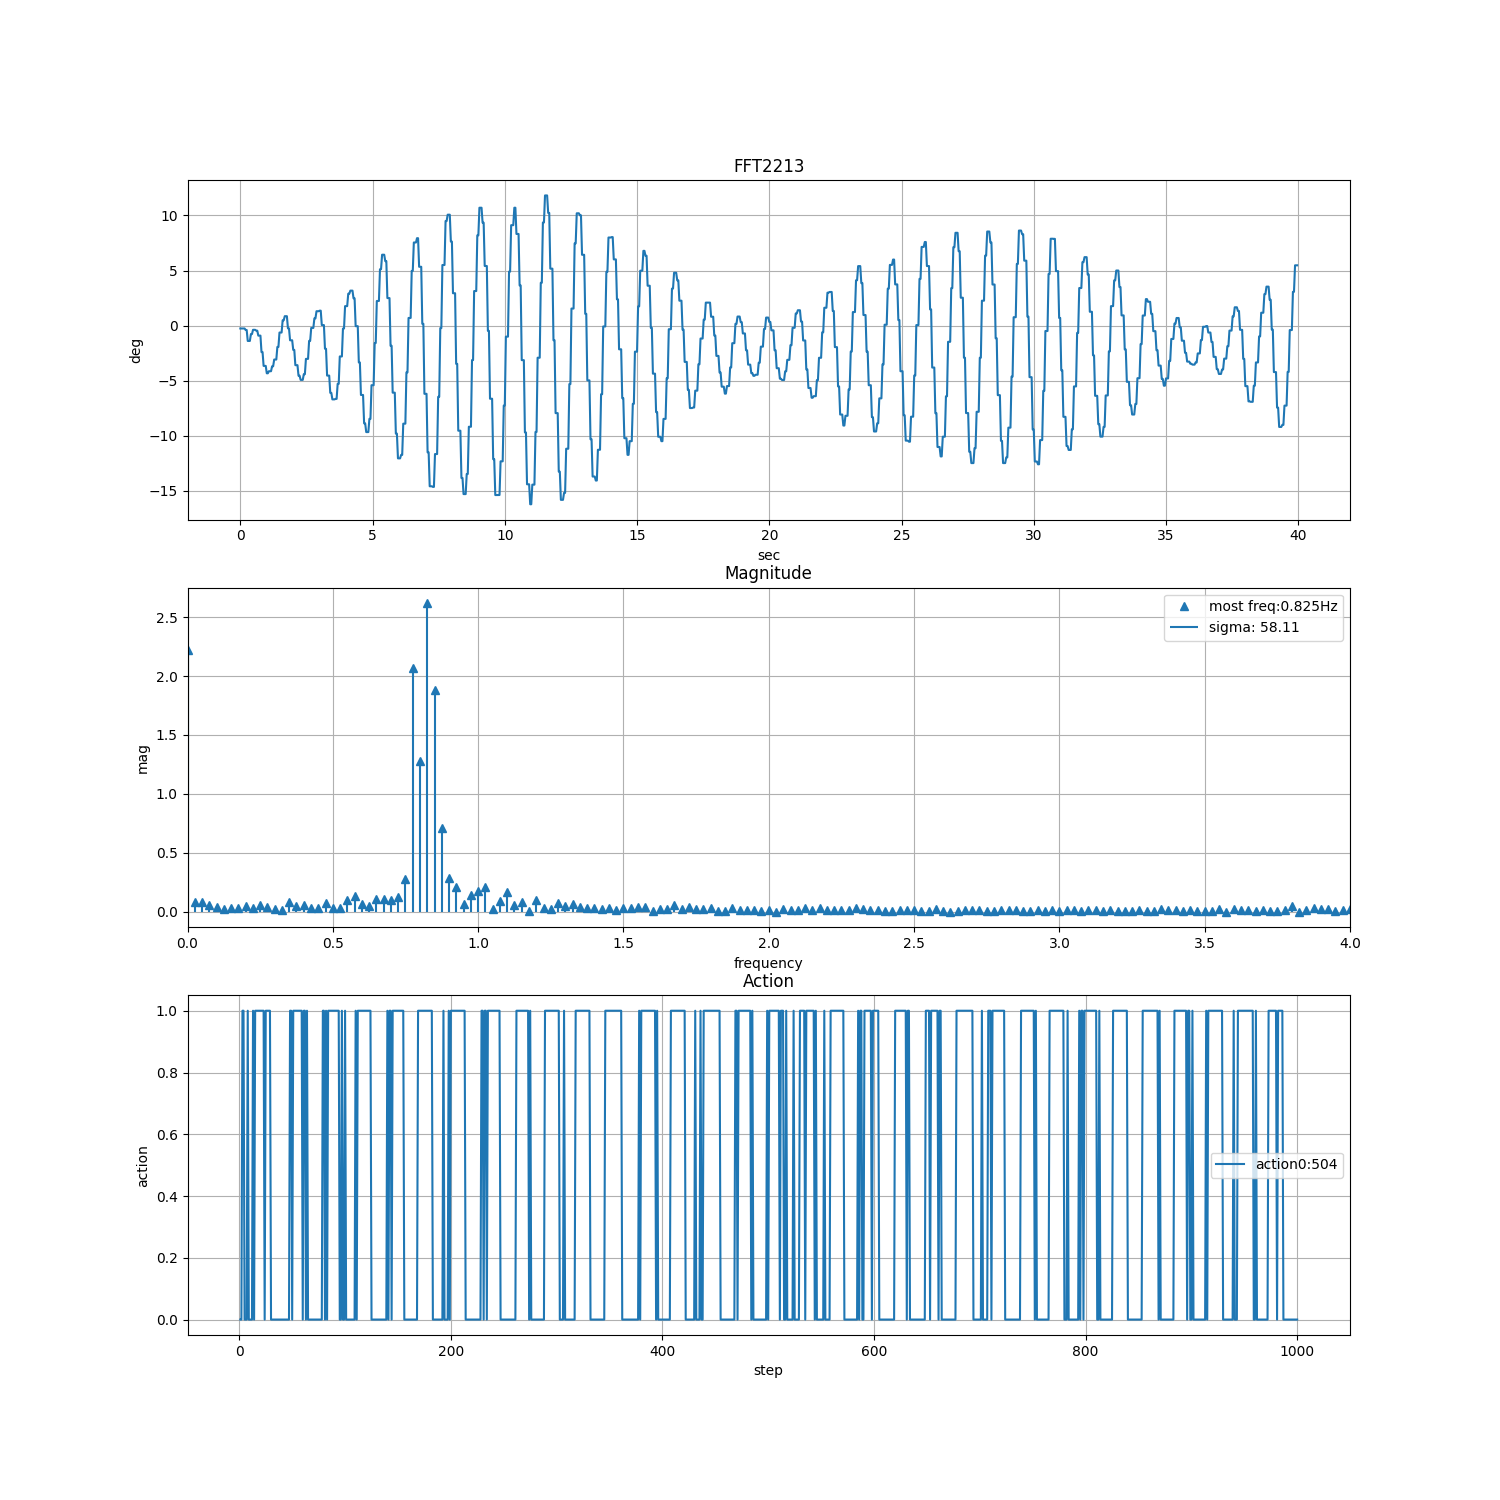 FFT2213
10
5
0
−5
−10
−15
deg
0 5 10 15 20 25 30 35 40
sec
Magnitude
2.5
2.0
1.5
1.0
0.5
0.0
mag
most freq:0.825Hz
sigma: 58.11
0.0 0.5 1.0 1.5 2.0 2.5 3.0 3.5 4.0
frequency
Action
1.0
0.8
0.6
0.4
0.2
0.0
action
action0:504
0 200 400 600 800 1000
step